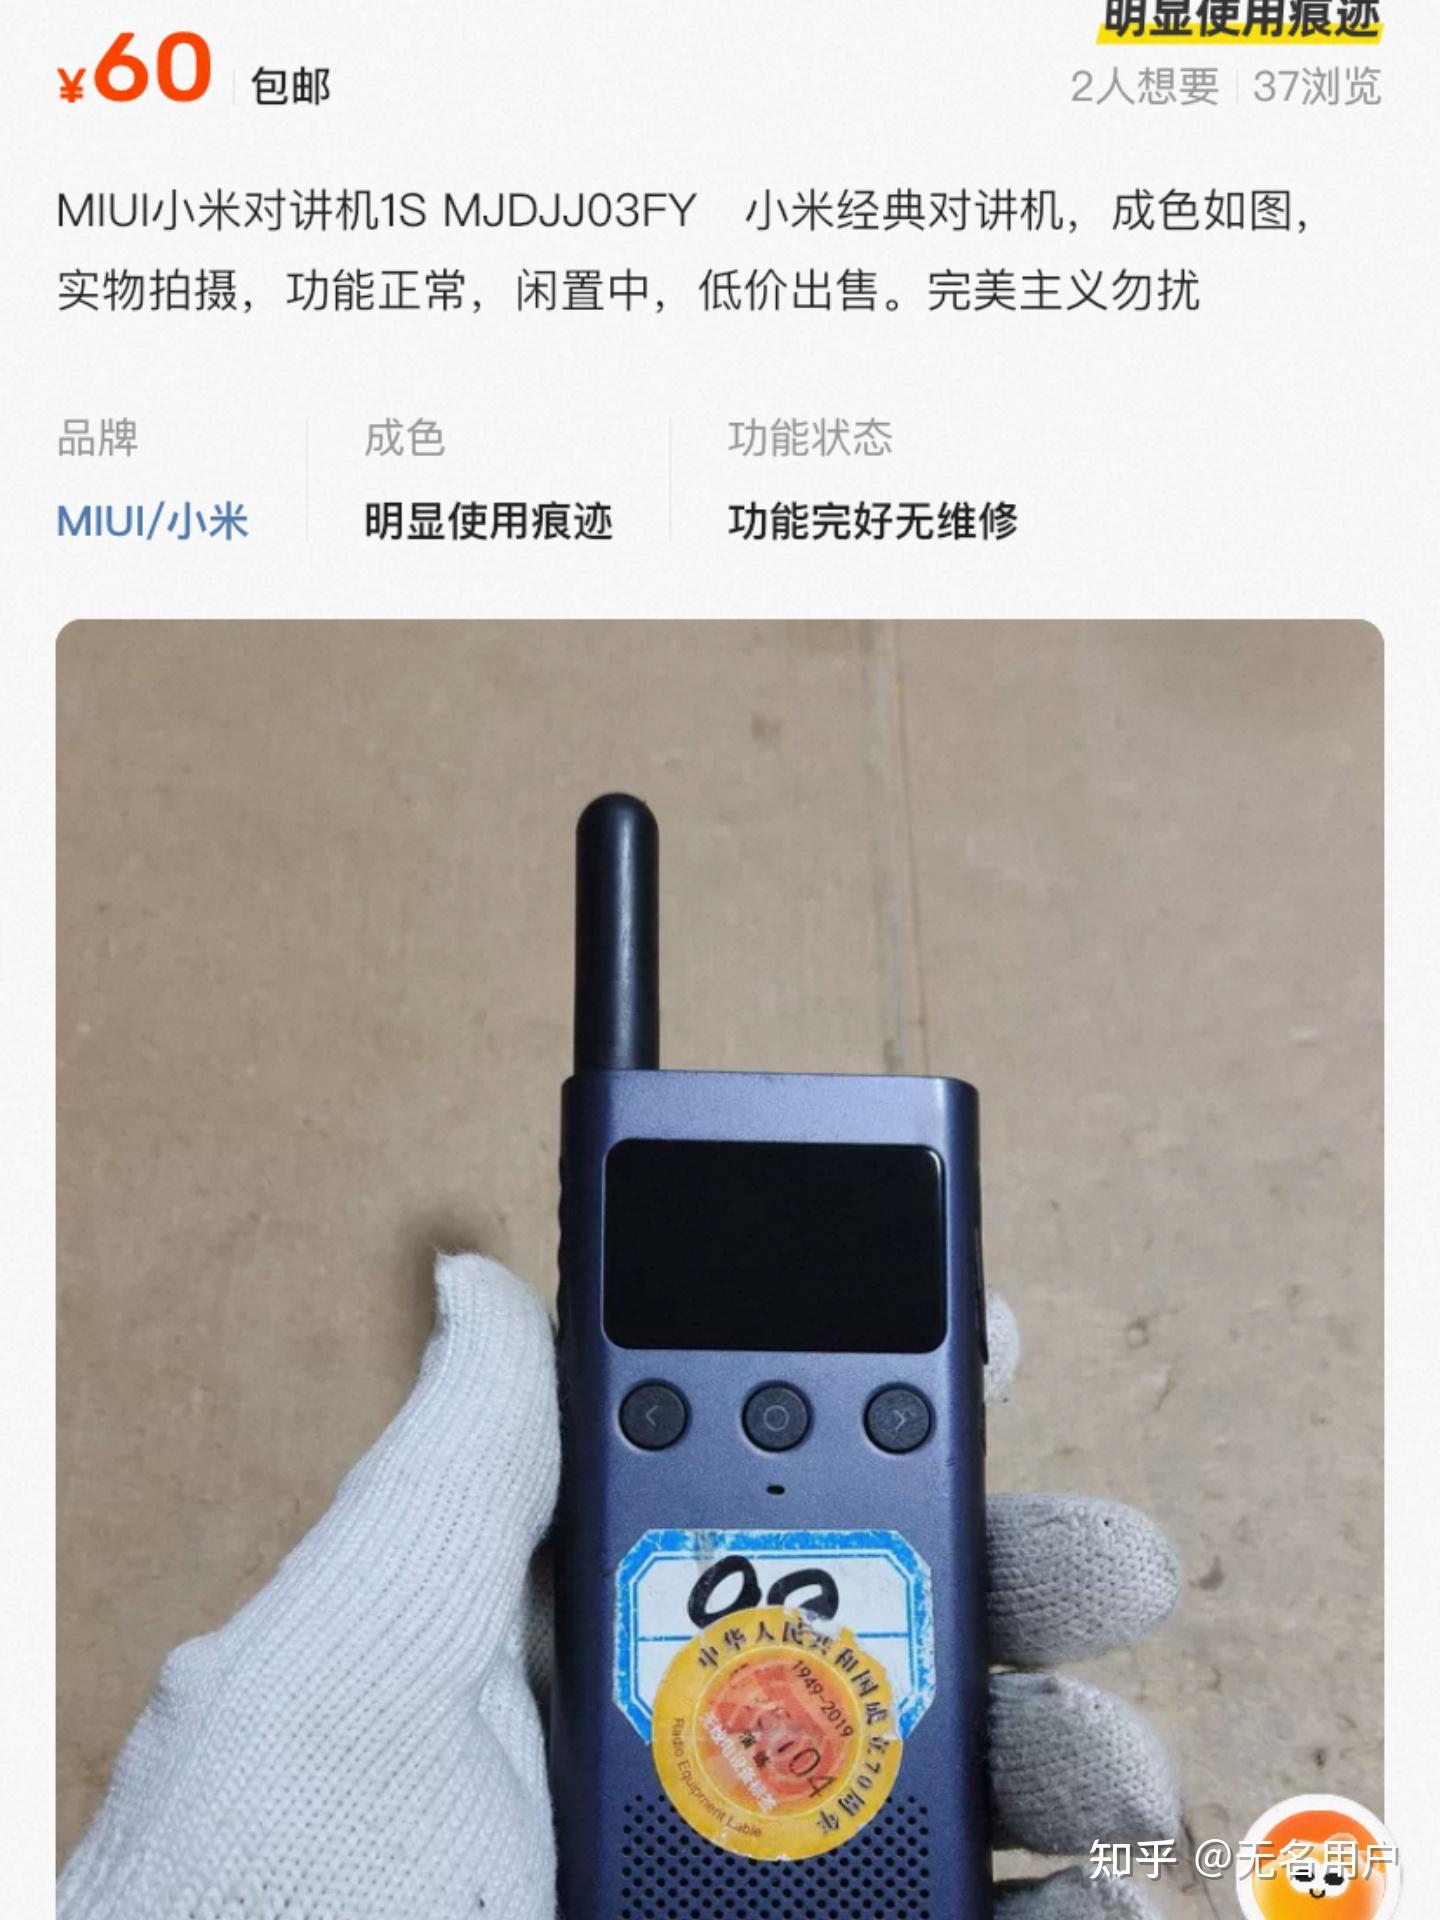 明显使用痕迹
¥60 包邮
2人想要 37浏览
MIUI小米对讲机1S MJDJJ03FY 小米经典对讲机，成色如图，
实物拍摄，功能正常，闲置中，低价出售。完美主义勿扰
品牌 成色 功能状态
MIUI/小米 明显使用痕迹 功能完好无维修
中华人民共和国成立70周年
1949-2019
演练
Radio Equipment Lable
知乎 @无名用户